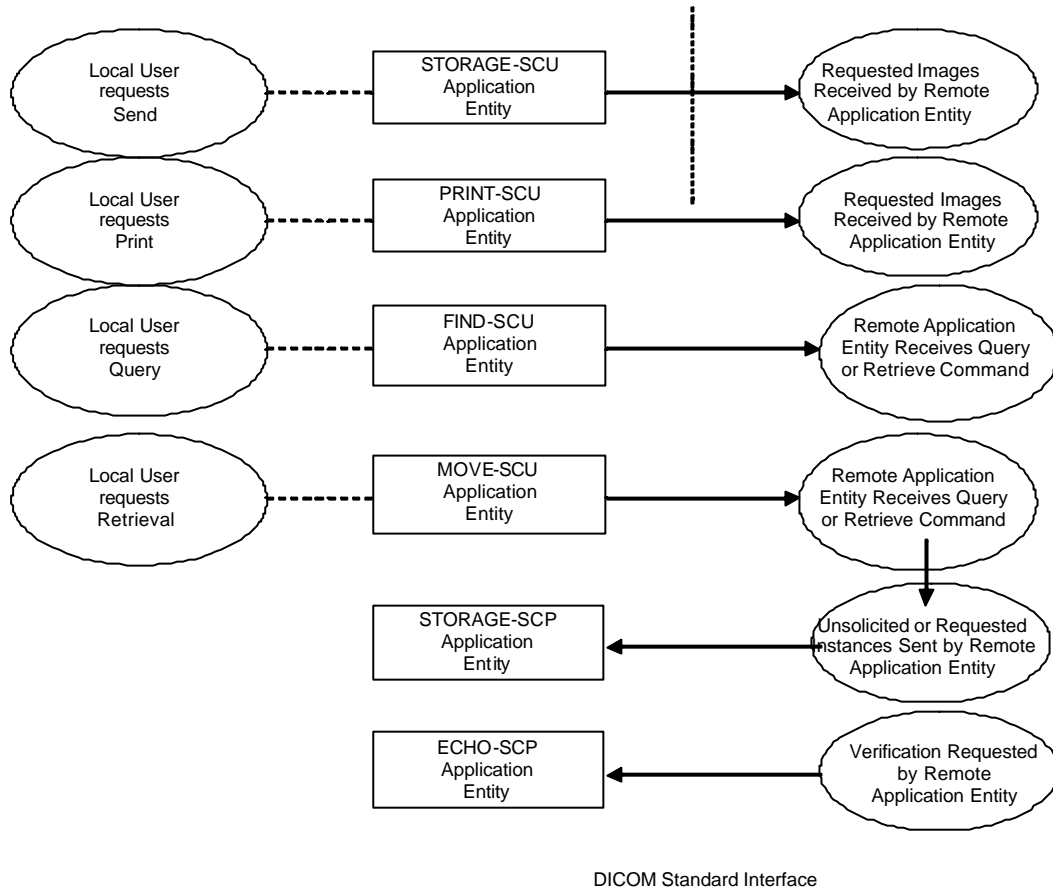 Local User
requests
Send
STORAGE-SCU
Application
Entity
Requested Images
Received by Remote
Application Entity
Local User
requests
Print
PRINT-SCU
Application
Entity
Requested Images
Received by Remote
Application Entity
Local User
requests
Query
FIND-SCU
Application
Entity
Remote Application
Entity Receives Query
or Retrieve Command
Local User
requests
Retrieval
MOVE-SCU
Application
Entity
Remote Application
Entity Receives Query
or Retrieve Command
STORAGE-SCP
Application
Entity
Unsolicited or Requested
Instances Sent by Remote
Application Entity
ECHO-SCP
Application
Entity
Verification Requested
by Remote
Application Entity
DICOM Standard Interface